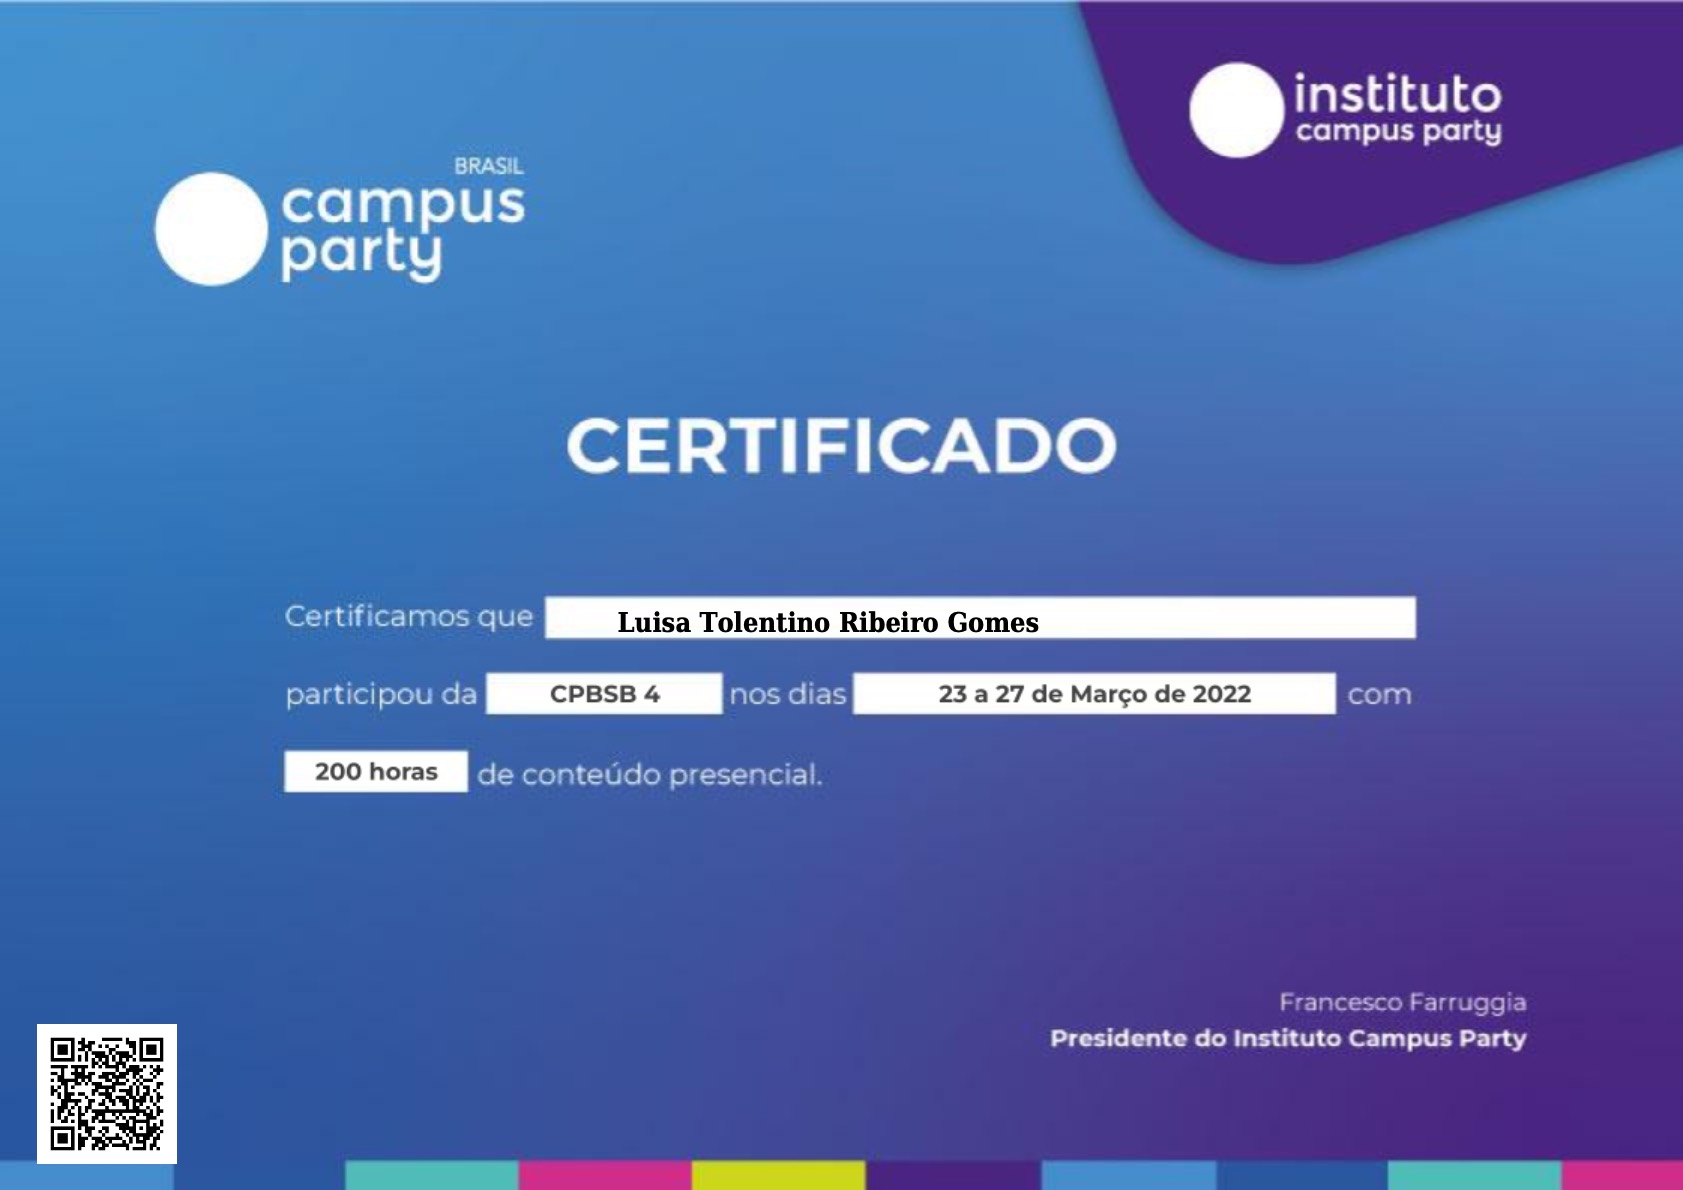 instituto
campus party
BRASIL
campus
party
CERTIFICADO
Certificamos que Luisa Tolentino Ribeiro Gomes
participou da CPBSB 4 nos dias 23 a 27 de Março de 2022 com
200 horas de conteúdo presencial.
Francesco Farruggia
Presidente do Instituto Campus Party